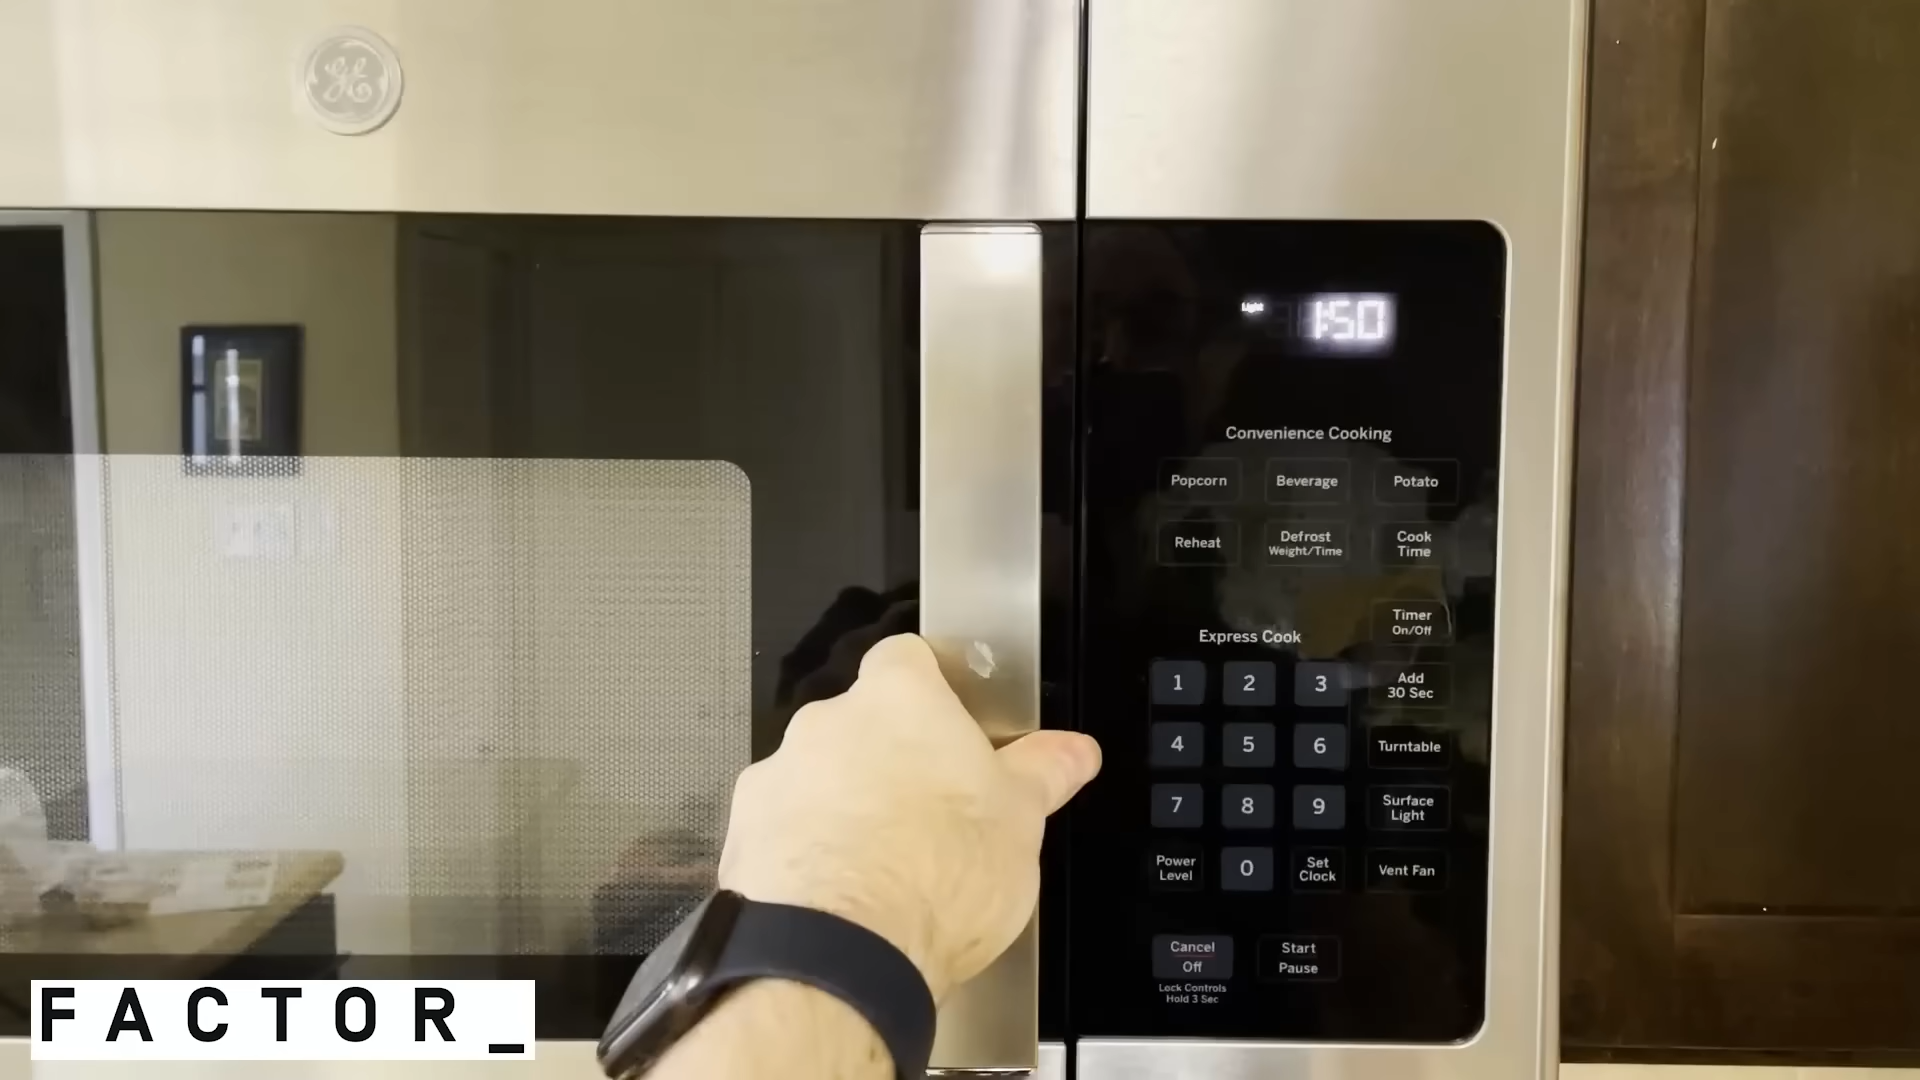 GE
Light
1:50
Convenience Cooking
Popcorn
Beverage
Potato
Reheat
Defrost
Weight/Time
Cook
Time
Timer
On/Off
Express Cook
1
2
3
Add
30 Sec
4
5
6
Turntable
7
8
9
Surface
Light
Power
Level
0
Set
Clock
Vent Fan
Cancel
Off
Start
Pause
Lock Controls
Hold 3 Sec
FACTOR_